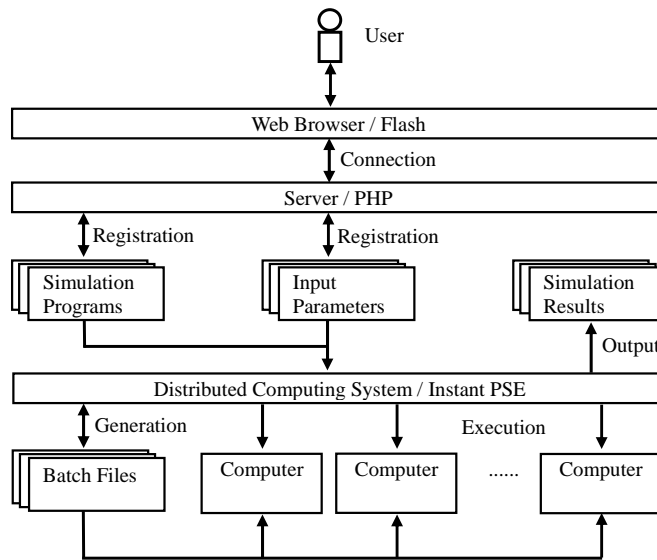 User
Web Browser / Flash
Connection
Server / PHP
Registration
Registration
Simulation
Programs
Input
Parameters
Simulation
Results
Output
Distributed Computing System / Instant PSE
Generation
Execution
Batch Files
Computer
Computer
......
Computer